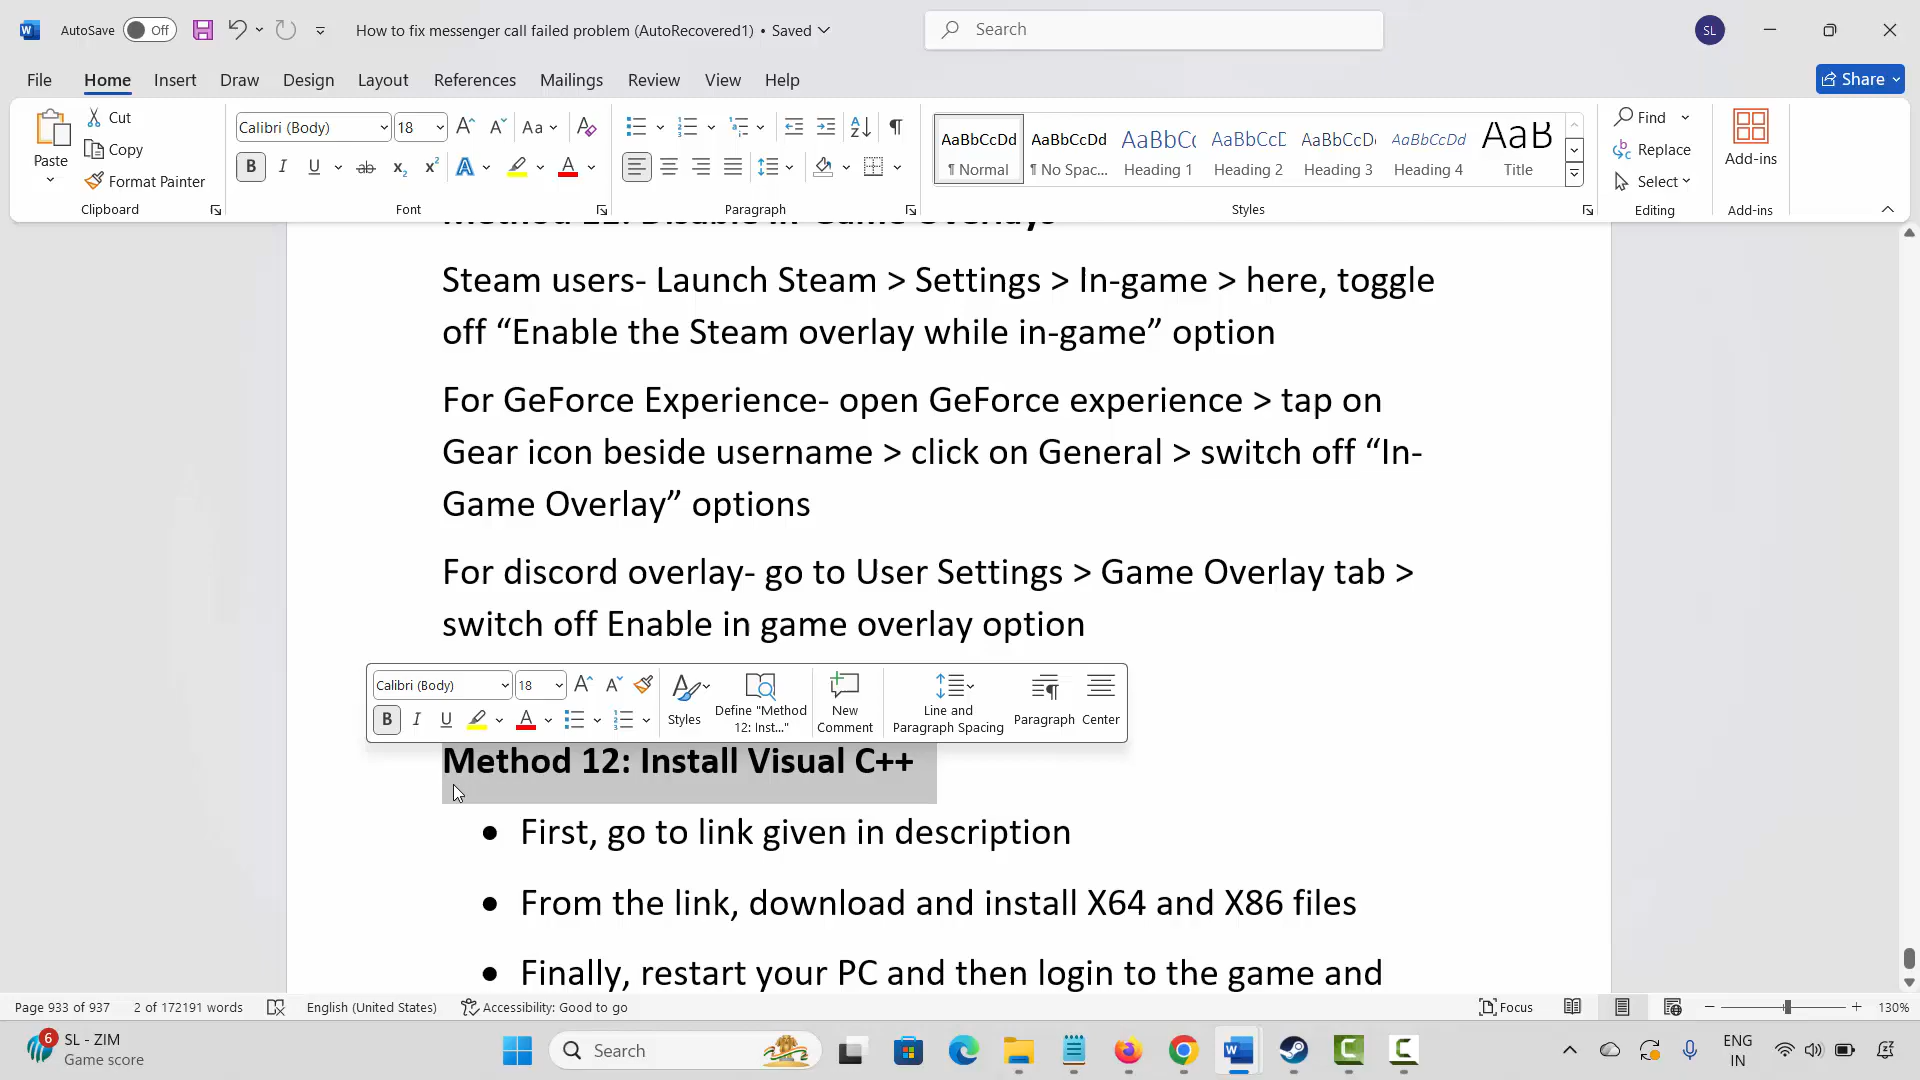 AutoSave Off How to fix messenger call failed problem (AutoRecovered1) • Saved Search SL
File Home Insert Draw Design Layout References Mailings Review View Help Share
Paste Cut Copy Format Painter Clipboard
Calibri (Body) 18 Aa Font
Paragraph
AaBbCcDd ¶ Normal
AaBbCcDd ¶ No Spac...
AaBbCc Heading 1
AaBbCcD Heading 2
AaBbCcD Heading 3
AaBbCcDd Heading 4
AaB Title
Styles
Find Replace Select Editing
Add-ins Add-ins
Steam users- Launch Steam > Settings > In-game > here, toggle
off “Enable the Steam overlay while in-game” option
For GeForce Experience- open GeForce experience > tap on
Gear icon beside username > click on General > switch off “In-
Game Overlay” options
For discord overlay- go to User Settings > Game Overlay tab >
switch off Enable in game overlay option
Calibri (Body) 18 Styles Define "Method 12: Inst..." New Comment Line and Paragraph Spacing Paragraph Center
Method 12: Install Visual C++
• First, go to link given in description
• From the link, download and install X64 and X86 files
• Finally, restart your PC and then login to the game and
Page 933 of 937 2 of 172191 words English (United States) Accessibility: Good to go Focus 130%
6 SL - ZIM Game score Search ENG IN